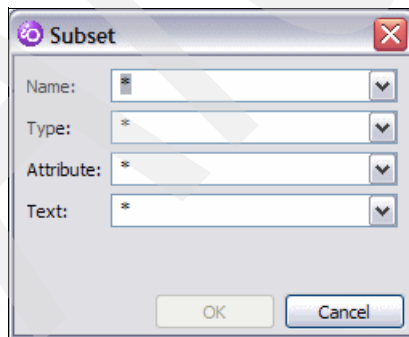 Subset
Name: *
Type: *
Attribute: *
Text: *
OK Cancel